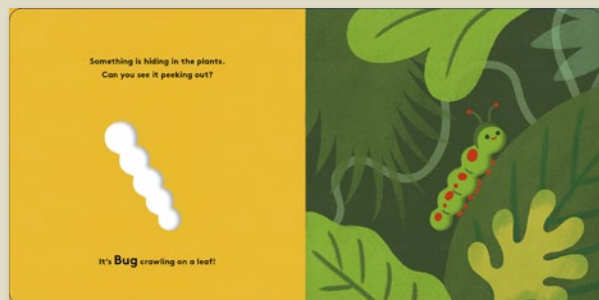 Something is hiding in the plants.
Can you see it peeking out?
It's Bug crawling on a leaf!